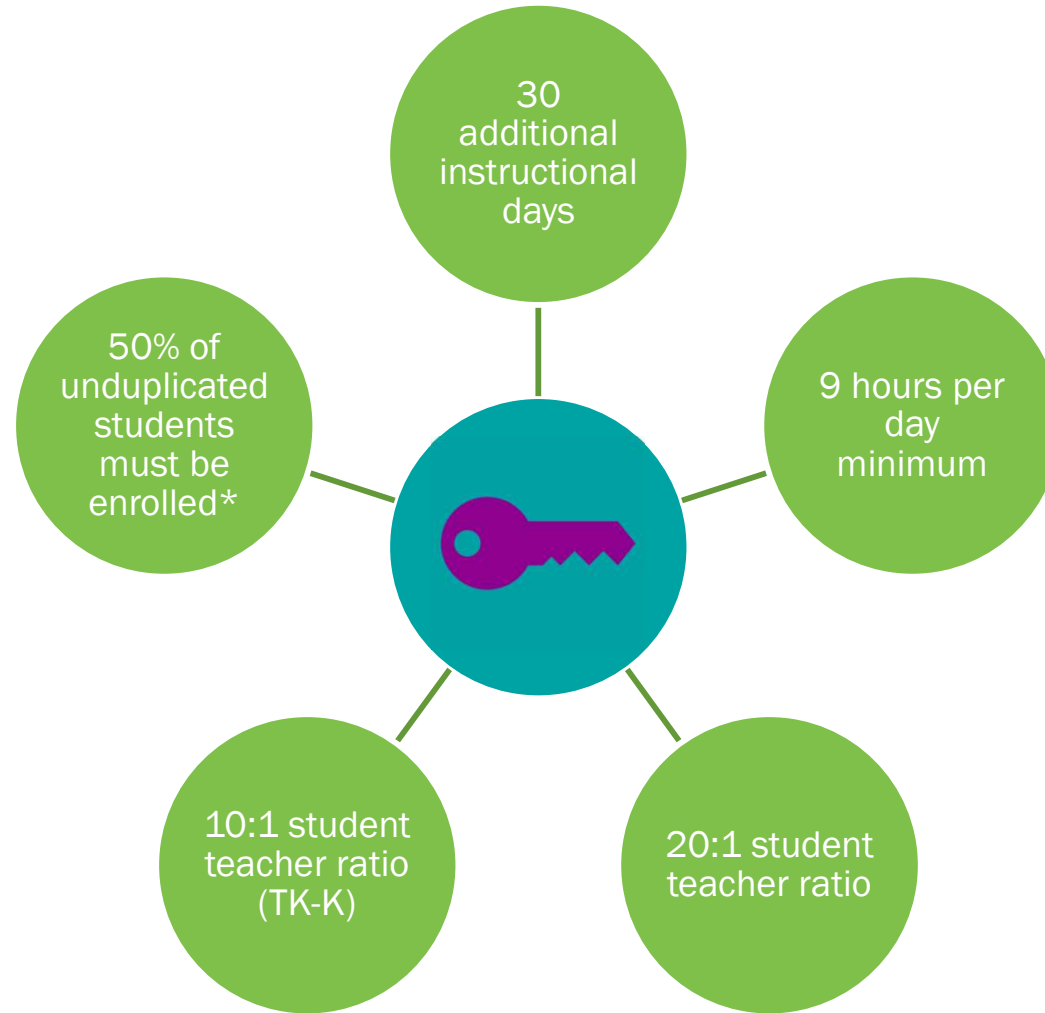 30
additional
instructional
days
50% of
unduplicated
students
must be
enrolled*
9 hours per
day
minimum
10:1 student
teacher ratio
(TK-K)
20:1 student
teacher ratio